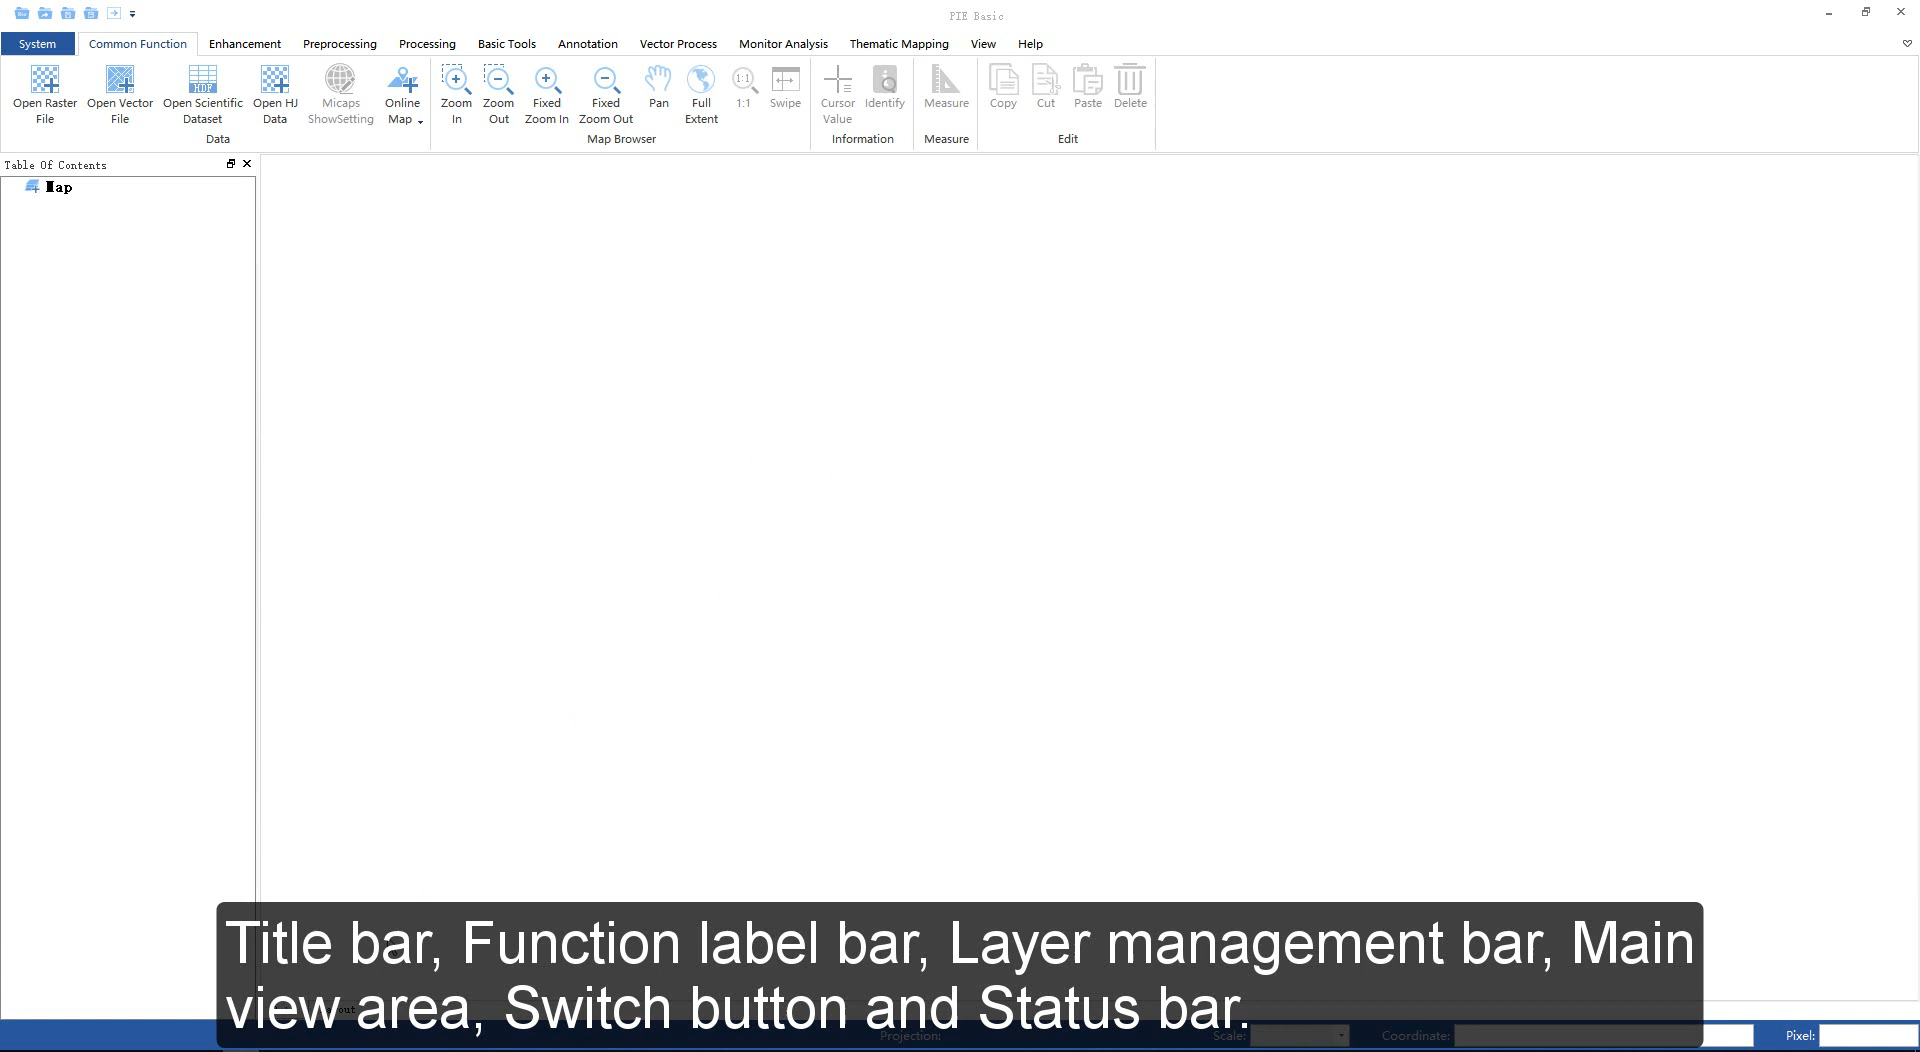 PIE Basic
System Common Function Enhancement Preprocessing Processing Basic Tools Annotation Vector Process Monitor Analysis Thematic Mapping View Help
Open Raster Open Vector Open Scientific Open HJ Micaps Online Zoom Zoom Fixed Fixed Pan Full 1:1 Swipe Cursor Identify Measure Copy Cut Paste Delete
File File Dataset Data ShowSetting Map In Out Zoom In Zoom Out Extent Value
Data Map Browser Information Measure Edit
HDF
1:1
Table Of Contents
Map
Title bar, Function label bar, Layer management bar, Main
view area, Switch button and Status bar.
Projection: Scale: Coordinate: Pixel: